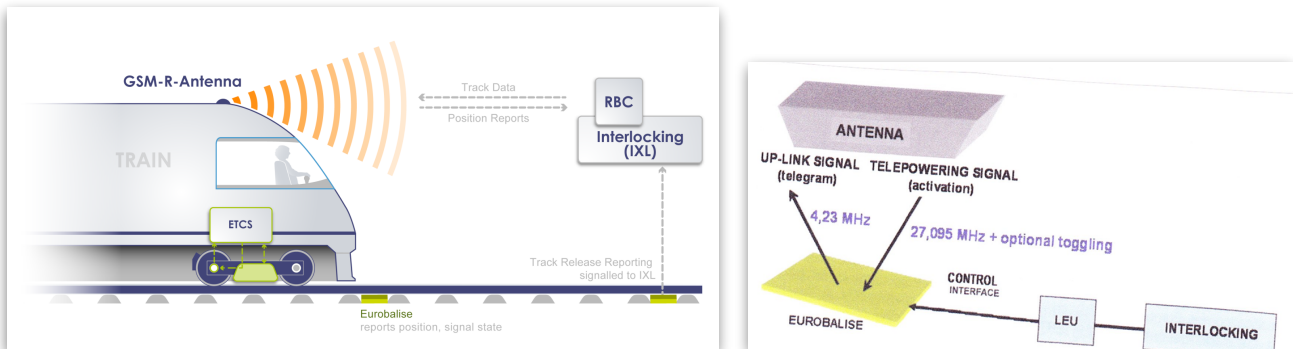 GSM-R-Antenna
Track Data
Position Reports
RBC
Interlocking
(IXL)
TRAIN
ETCS
Track Release Reporting
signalled to IXL
Eurobalise
reports position, signal state
ANTENNA
UP-LINK SIGNAL
(telegram)
TELEPOWERING SIGNAL
(activation)
4,23 MHz
27,095 MHz + optional toggling
CONTROL
INTERFACE
EUROBALISE
LEU
INTERLOCKING